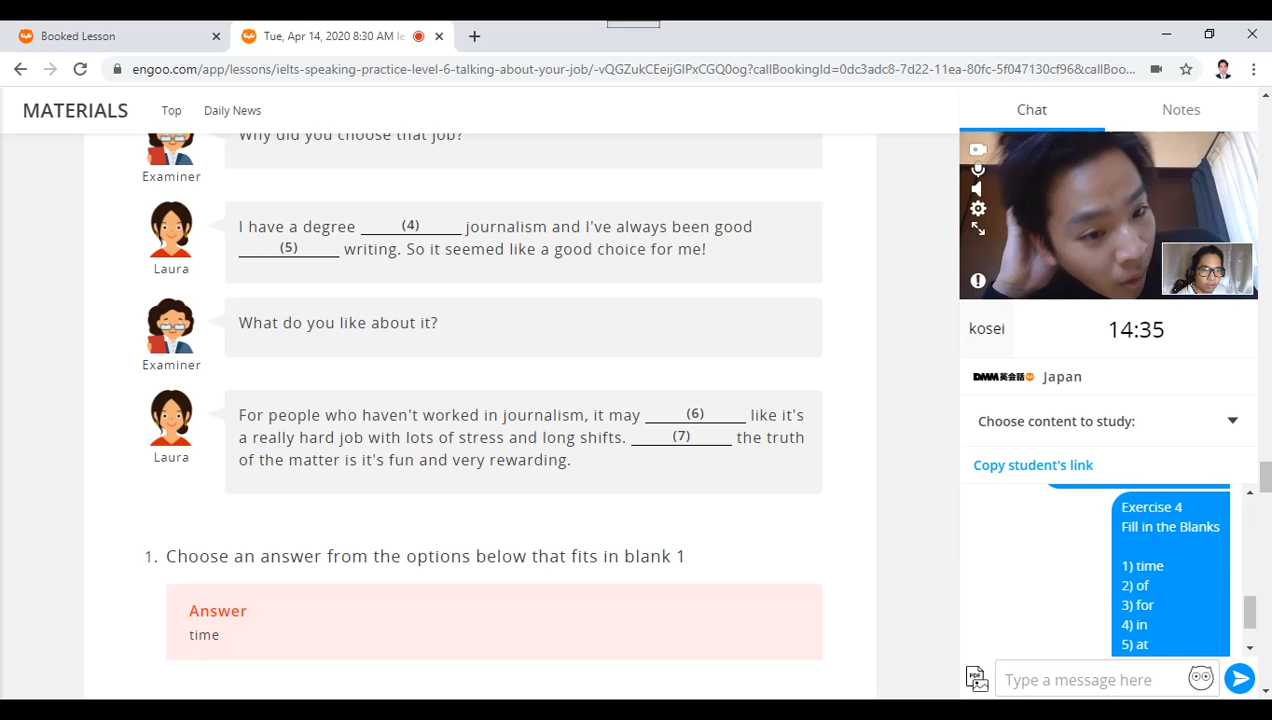 Booked Lesson
Tue, Apr 14, 2020 8:30 AM le
engoo.com/app/lessons/ielts-speaking-practice-level-6-talking-about-your-job/-vQGZukCEeijGlPxCGQ0og?callBookingId=0dc3adc8-7d22-11ea-80fc-5f047130cf96&callBoo...
MATERIALS
Top
Daily News
Why did you choose that job?
Examiner
I have a degree (4) journalism and I've always been good
(5) writing. So it seemed like a good choice for me!
Laura
What do you like about it?
Examiner
For people who haven't worked in journalism, it may (6) like it's
a really hard job with lots of stress and long shifts. (7) the truth
of the matter is it's fun and very rewarding.
Laura
1. Choose an answer from the options below that fits in blank 1
Answer
time
Chat
Notes
kosei
14:35
DMM英会話
Japan
Choose content to study:
Copy student's link
Exercise 4
Fill in the Blanks
1) time
2) of
3) for
4) in
5) at
PDF
Type a message here